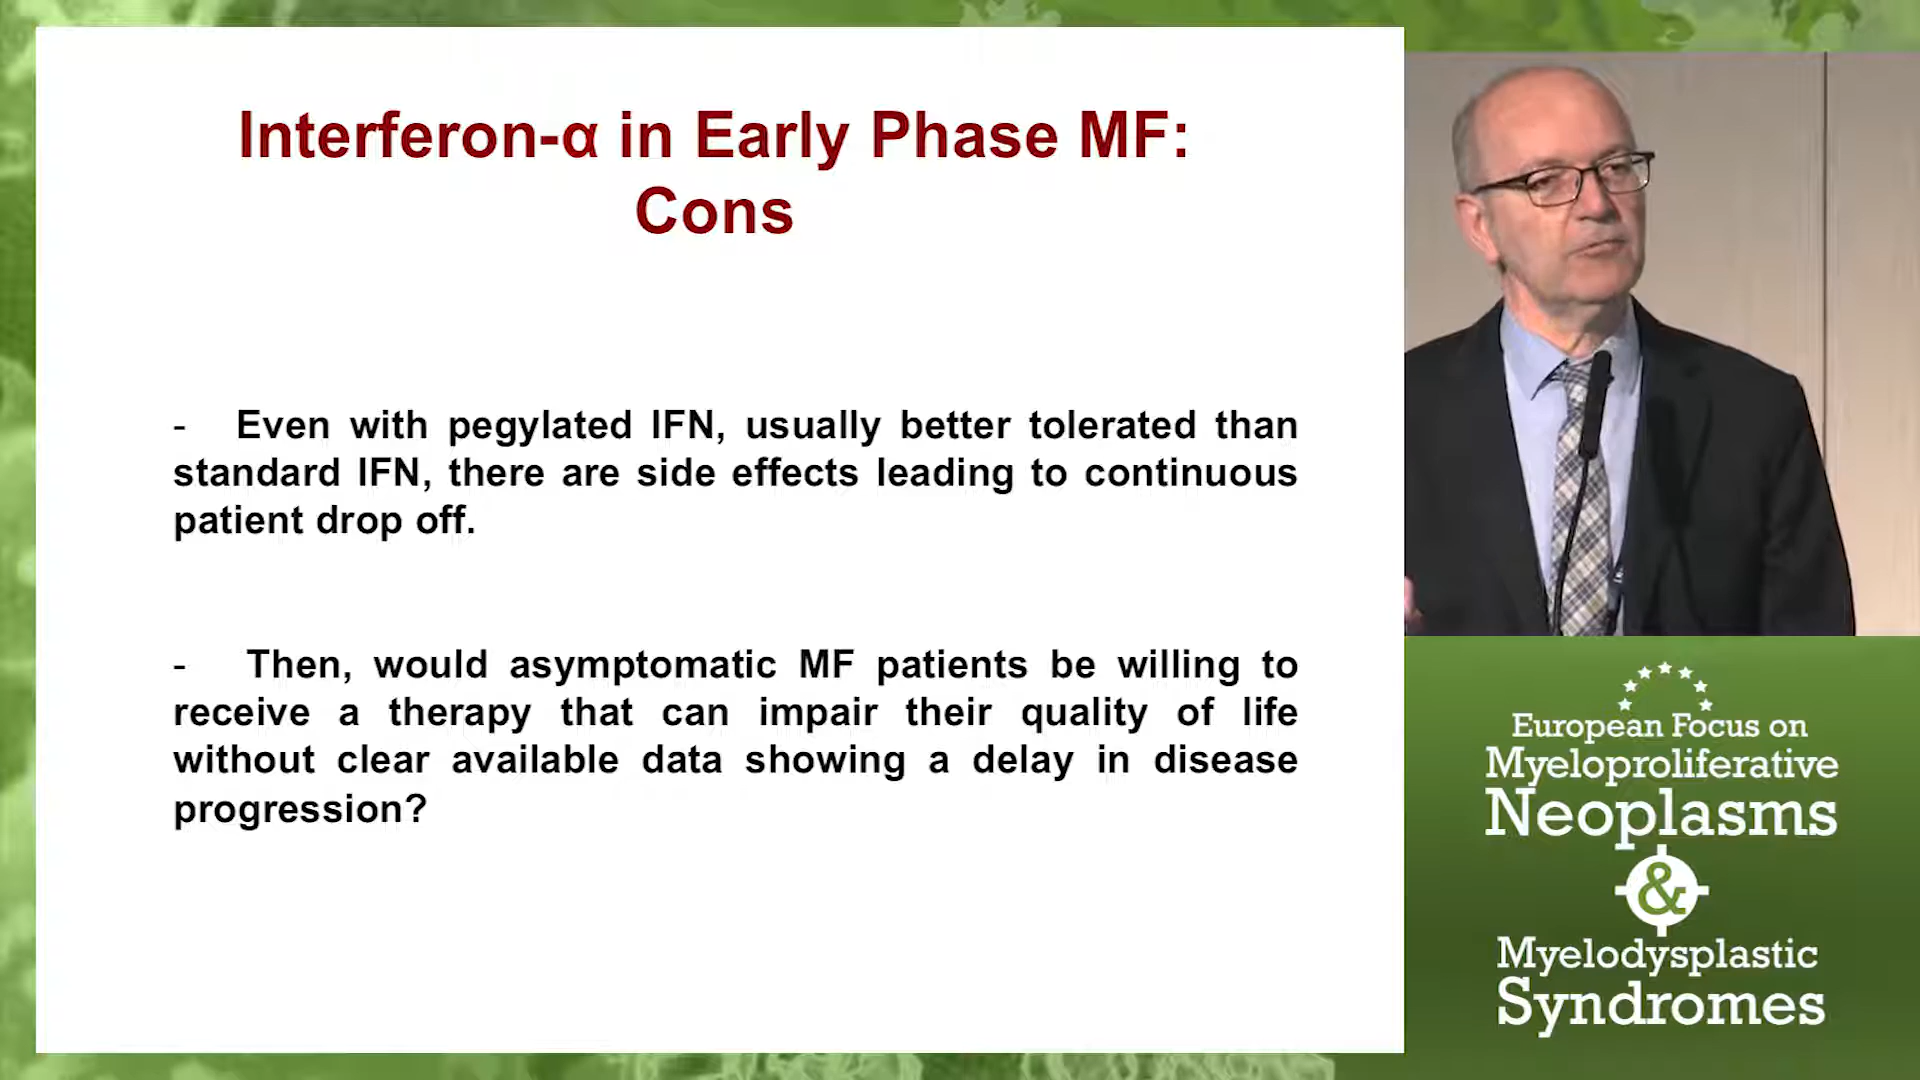 Interferon-α in Early Phase MF:
Cons
- Even with pegylated IFN, usually better tolerated than
standard IFN, there are side effects leading to continuous
patient drop off.
- Then, would asymptomatic MF patients be willing to
receive a therapy that can impair their quality of life
without clear available data showing a delay in disease
progression?
European Focus on
Myeloproliferative
Neoplasms
&
Myelodysplastic
Syndromes